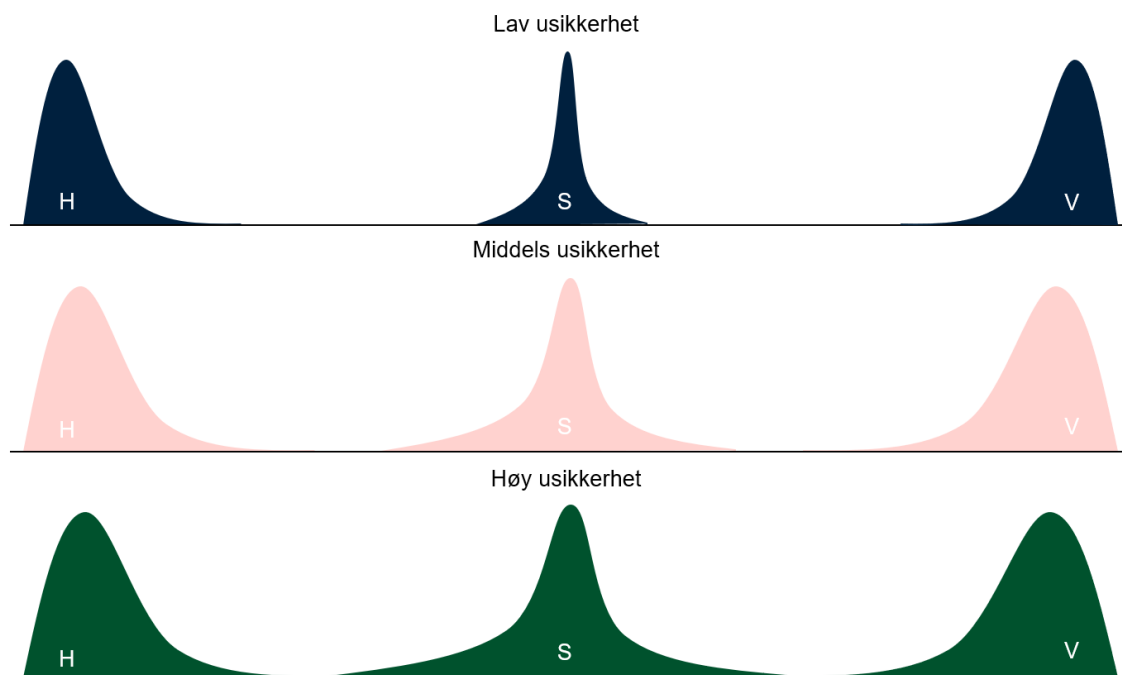 Lav usikkerhet
H S V
Middels usikkerhet
H S V
Høy usikkerhet
H S V